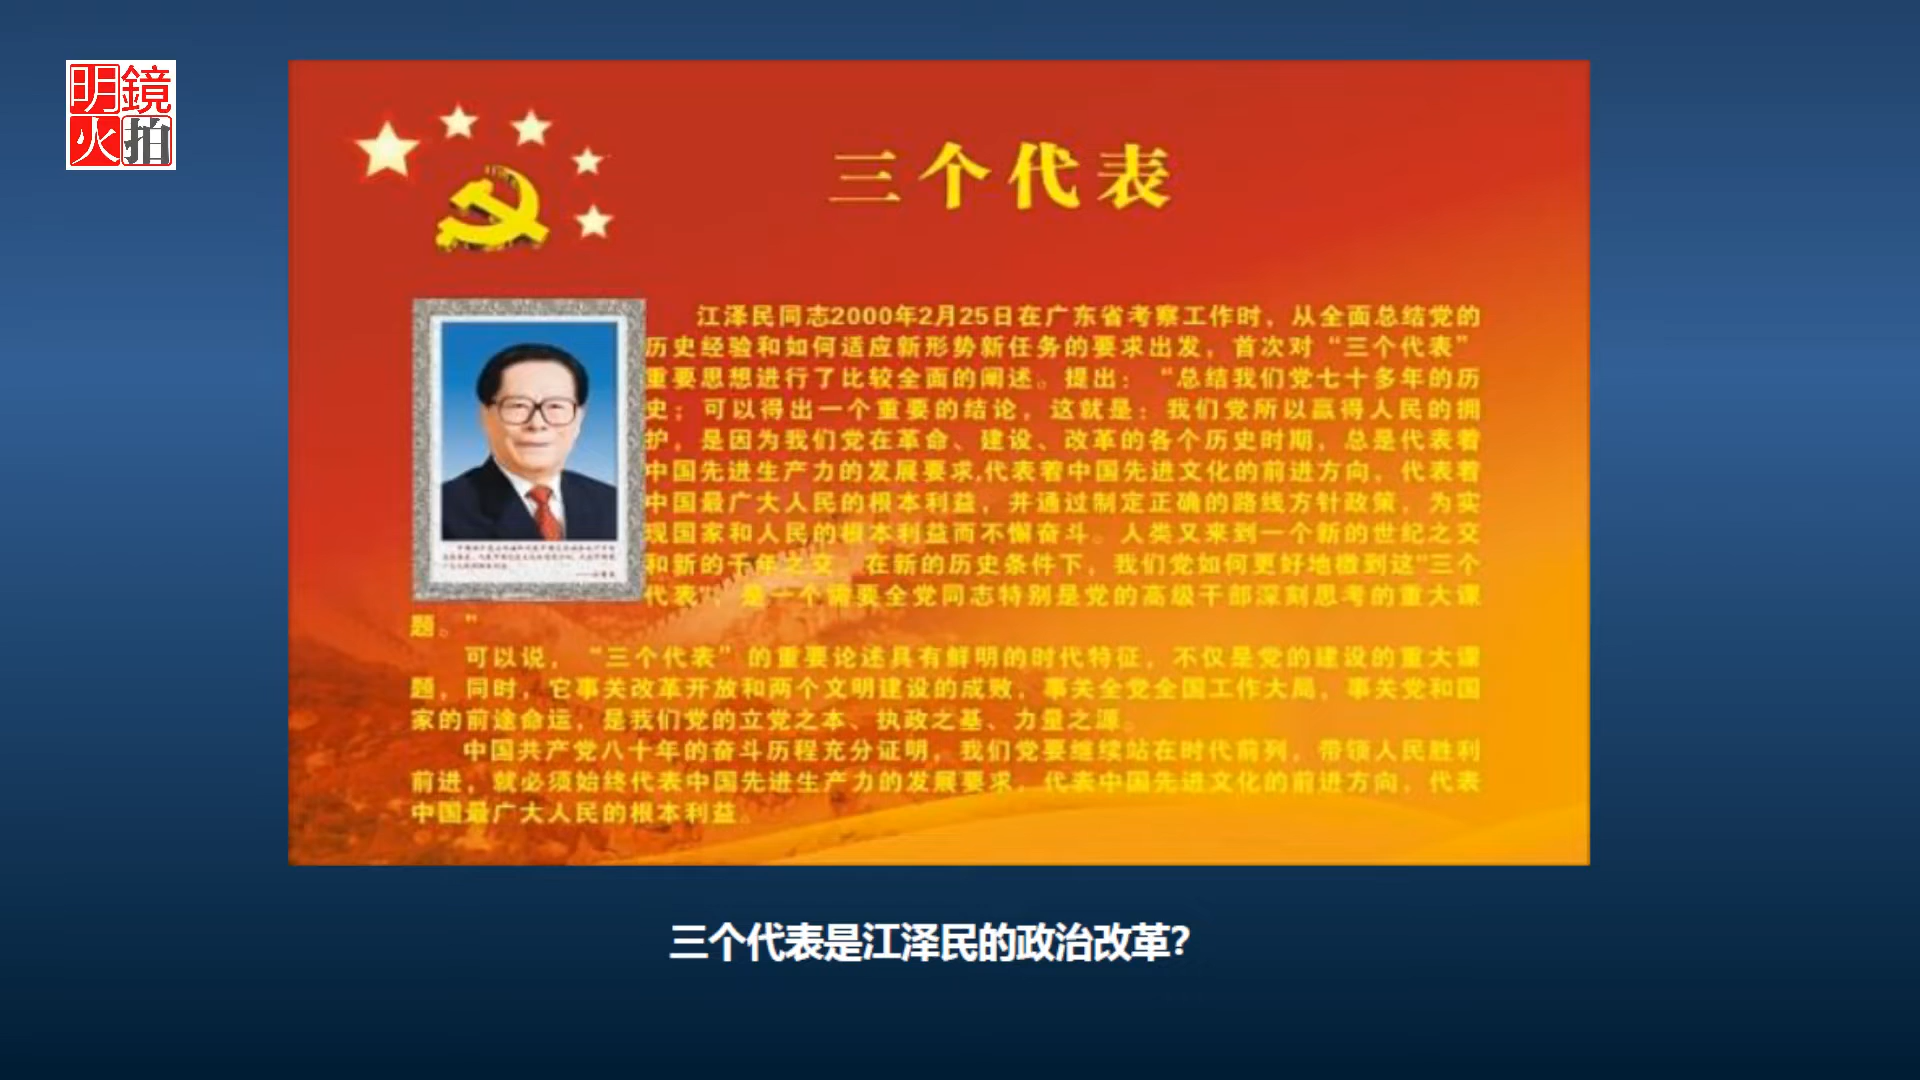 明鏡
火拍
三个代表
江泽民同志2000年2月25日在广东省考察工作时，从全面总结党的
历史经验和如何适应新形势新任务的要求出发，首次对“三个代表”
重要思想进行了比较全面的阐述。提出：“总结我们党七十多年的历
史；可以得出一个重要的结论，这就是：我们党所以赢得人民的拥
护，是因为我们党在革命、建设、改革的各个历史时期，总是代表着
中国先进生产力的发展要求,代表着中国先进文化的前进方向，代表着
中国最广大人民的根本利益，并通过制定正确的路线方针政策，为实
现国家和人民的根本利益而不懈奋斗。人类又来到一个新的世纪之交
和新的千年之交，在新的历史条件下，我们党如何更好地做到这“三个
代表”，是一个需要全党同志特别是党的高级干部深刻思考的重大课
题。”
可以说，“三个代表”的重要论述具有鲜明的时代特征，不仅是党的建设的重大课
题，同时，它事关改革开放和两个文明建设的成败，事关全党全国工作大局，事关党和国
家的前途命运，是我们党的立党之本、执政之基、力量之源。
中国共产党八十年的奋斗历程充分证明，我们党要继续站在时代前列，带领人民胜利
前进，就必须始终代表中国先进生产力的发展要求，代表中国先进文化的前进方向，代表
中国最广大人民的根本利益。
三个代表是江泽民的政治改革？